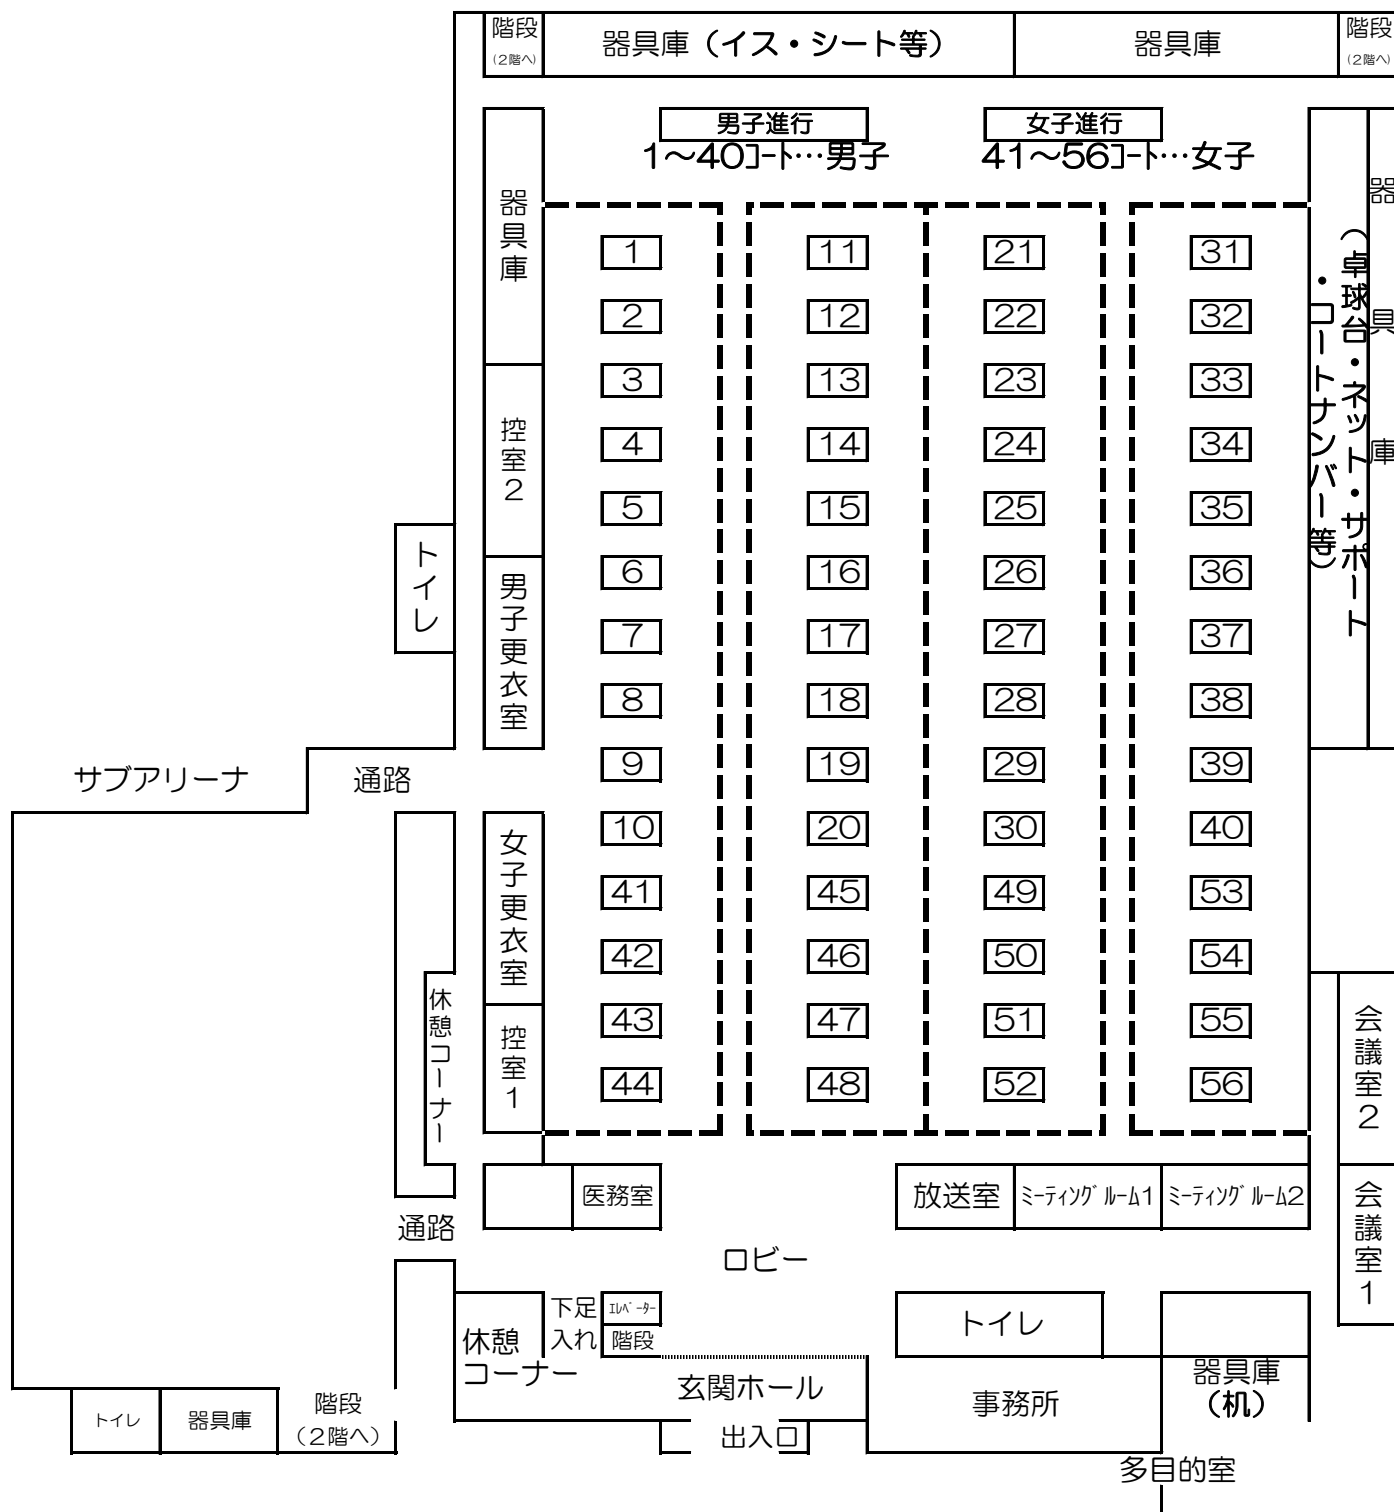 階段
(2階へ)
器具庫（イス・シート等）
器具庫
階段
(2階へ)
男子進行
女子進行
1～40ｺｰﾄ…男子
41～56ｺｰﾄ…女子
器具庫
1 11 21 31
2 12 22 32
3 13 23 33
4 14 24 34
5 15 25 35
6 16 26 36
7 17 27 37
8 18 28 38
9 19 29 39
10 20 30 40
41 45 49 53
42 46 50 54
43 47 51 55
44 48 52 56
器具庫
（卓球台・ネット・サポート
・コートナンバー等）
控室2
トイレ
男子更衣室
サブアリーナ
通路
女子更衣室
休憩コーナー
控室1
会議室2
医務室
放送室
ﾐｰﾃｨﾝｸﾞﾙｰﾑ1
ﾐｰﾃｨﾝｸﾞﾙｰﾑ2
会議室1
通路
ロビー
下足
入れ
ｴﾚﾍﾞｰﾀｰ
階段
トイレ
休憩
コーナー
玄関ホール
事務所
器具庫
（机）
トイレ
器具庫
階段
（2階へ）
出入口
多目的室